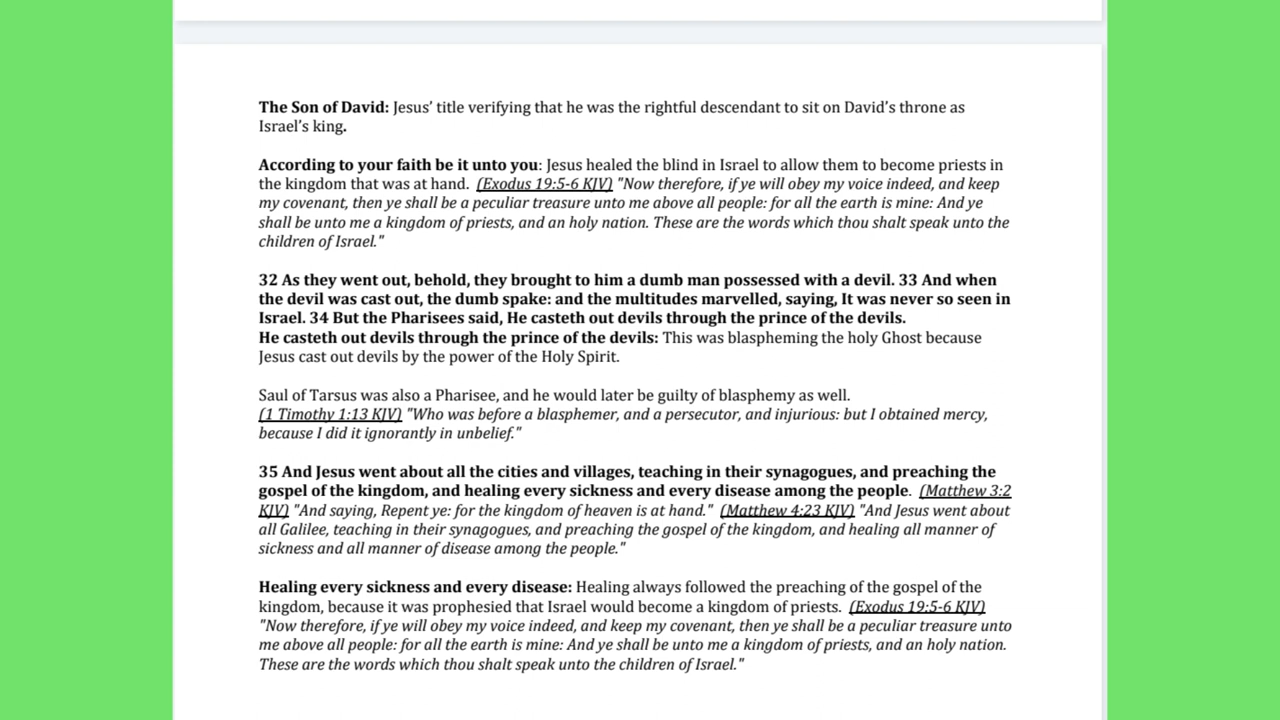 The Son of David: Jesus’ title verifying that he was the rightful descendant to sit on David’s throne as
Israel’s king.
According to your faith be it unto you: Jesus healed the blind in Israel to allow them to become priests in
the kingdom that was at hand. (Exodus 19:5-6 KJV) "Now therefore, if ye will obey my voice indeed, and keep
my covenant, then ye shall be a peculiar treasure unto me above all people: for all the earth is mine: And ye
shall be unto me a kingdom of priests, and an holy nation. These are the words which thou shalt speak unto the
children of Israel."
32 As they went out, behold, they brought to him a dumb man possessed with a devil. 33 And when
the devil was cast out, the dumb spake: and the multitudes marvelled, saying, It was never so seen in
Israel. 34 But the Pharisees said, He casteth out devils through the prince of the devils.
He casteth out devils through the prince of the devils: This was blaspheming the holy Ghost because
Jesus cast out devils by the power of the Holy Spirit.
Saul of Tarsus was also a Pharisee, and he would later be guilty of blasphemy as well.
(1 Timothy 1:13 KJV) "Who was before a blasphemer, and a persecutor, and injurious: but I obtained mercy,
because I did it ignorantly in unbelief."
35 And Jesus went about all the cities and villages, teaching in their synagogues, and preaching the
gospel of the kingdom, and healing every sickness and every disease among the people. (Matthew 3:2
KJV) "And saying, Repent ye: for the kingdom of heaven is at hand." (Matthew 4:23 KJV) "And Jesus went about
all Galilee, teaching in their synagogues, and preaching the gospel of the kingdom, and healing all manner of
sickness and all manner of disease among the people."
Healing every sickness and every disease: Healing always followed the preaching of the gospel of the
kingdom, because it was prophesied that Israel would become a kingdom of priests. (Exodus 19:5-6 KJV)
"Now therefore, if ye will obey my voice indeed, and keep my covenant, then ye shall be a peculiar treasure unto
me above all people: for all the earth is mine: And ye shall be unto me a kingdom of priests, and an holy nation.
These are the words which thou shalt speak unto the children of Israel."